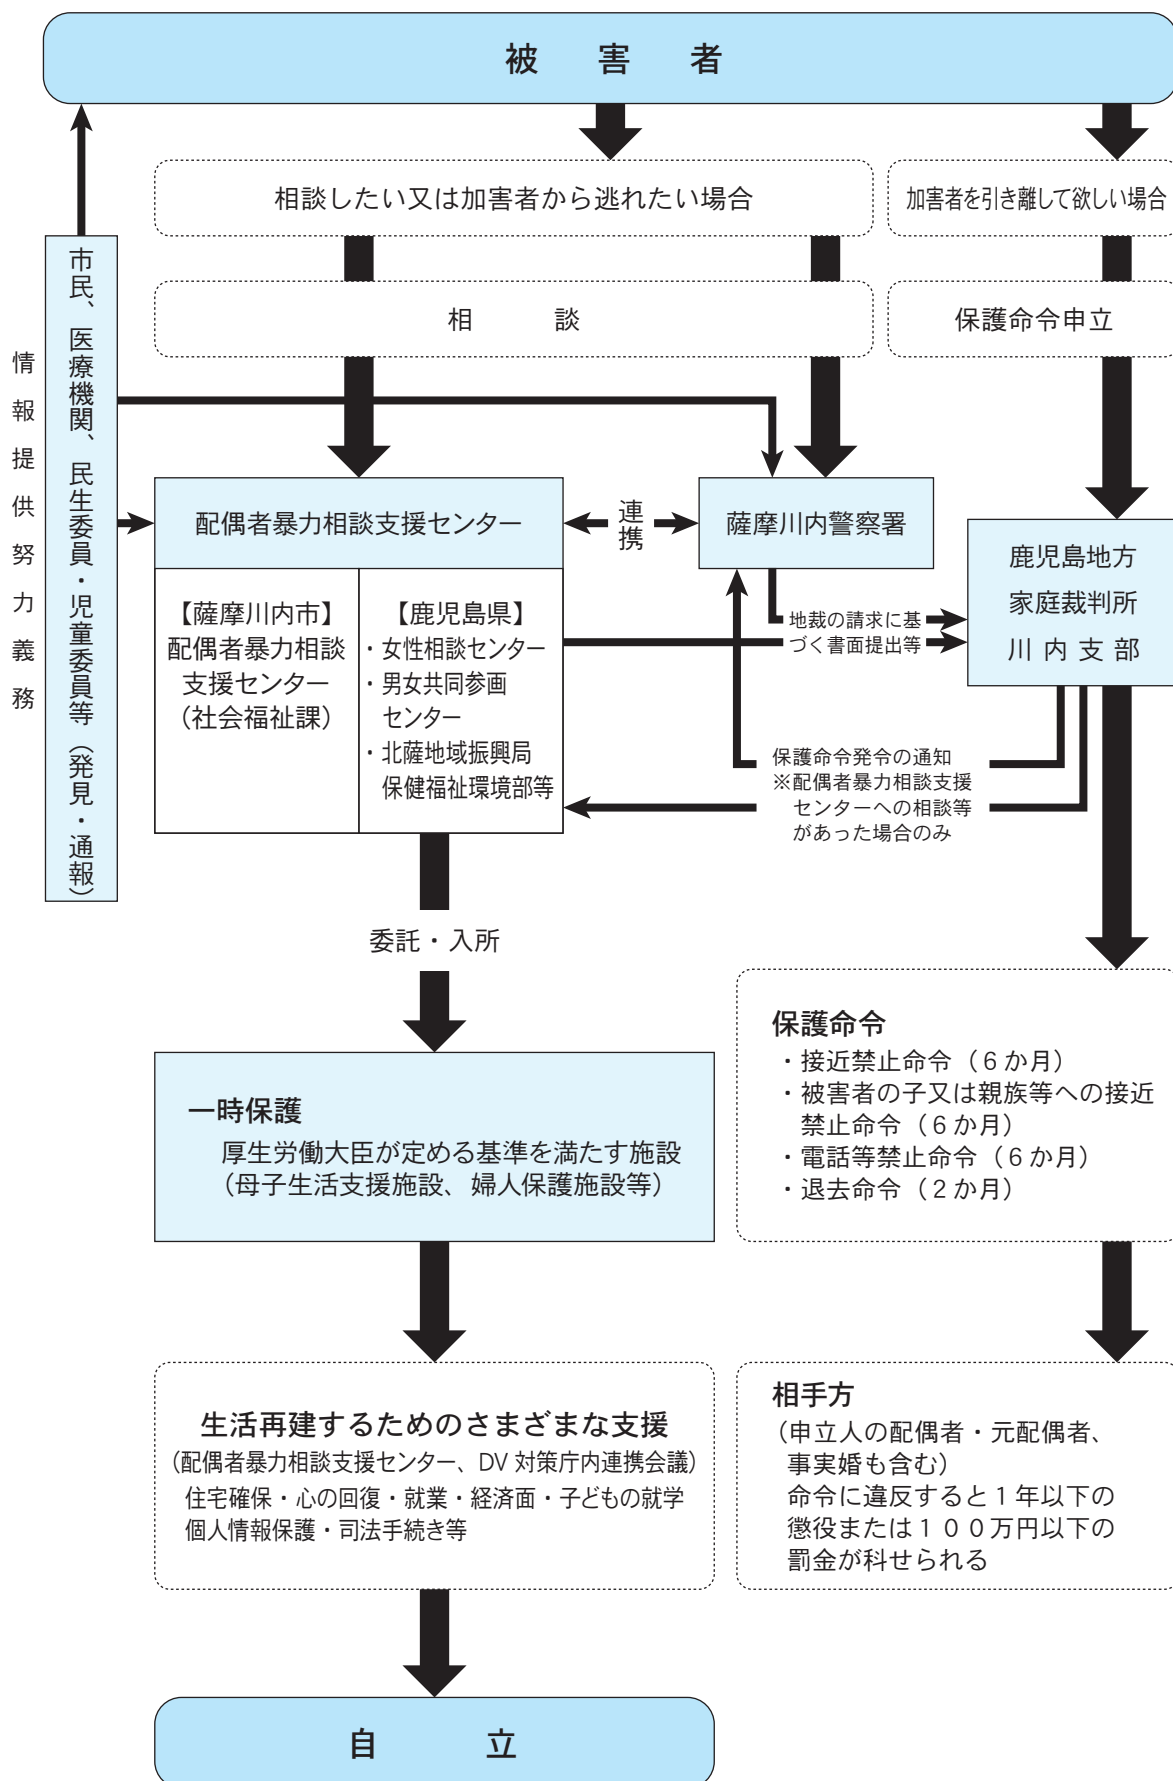 被害者
相談したい又は加害者から逃れたい場合
加害者を引き離して欲しい場合
相談
保護命令申立
情報提供努力義務
市民、医療機関、民生委員・児童委員等（発見・通報）
配偶者暴力相談支援センター
連携
薩摩川内警察署
鹿児島地方
家庭裁判所
川内支部
【薩摩川内市】
配偶者暴力相談
支援センター
（社会福祉課）
【鹿児島県】
・女性相談センター
・男女共同参画
センター
・北薩地域振興局
保健福祉環境部等
地裁の請求に基
づく書面提出等
保護命令発令の通知
※配偶者暴力相談支援
センターへの相談等
があった場合のみ
委託・入所
一時保護
厚生労働大臣が定める基準を満たす施設
（母子生活支援施設、婦人保護施設等）
保護命令
・接近禁止命令（６か月）
・被害者の子又は親族等への接近
禁止命令（６か月）
・電話等禁止命令（６か月）
・退去命令（２か月）
生活再建するためのさまざまな支援
（配偶者暴力相談支援センター、DV 対策庁内連携会議）
住宅確保・心の回復・就業・経済面・子どもの就学
個人情報保護・司法手続き等
相手方
（申立人の配偶者・元配偶者、
事実婚も含む）
命令に違反すると１年以下の
懲役または１００万円以下の
罰金が科せられる
自立